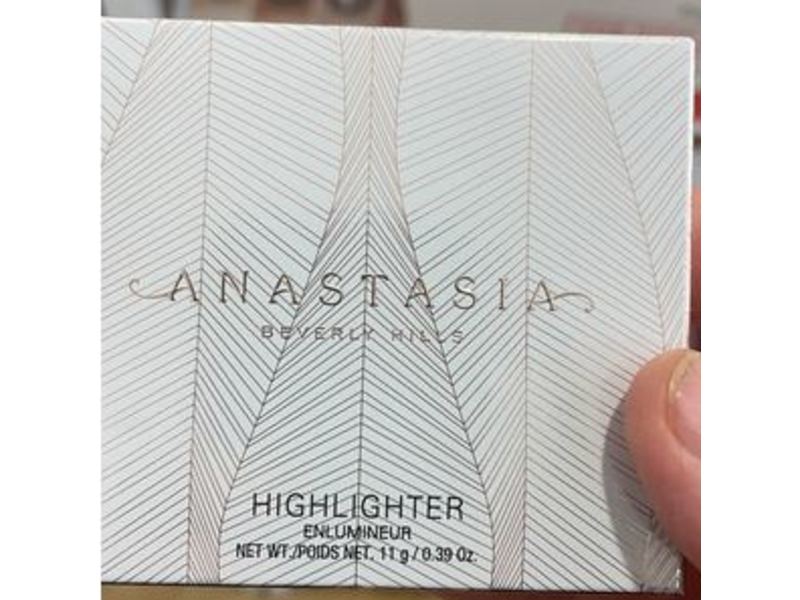 ANASTASIA
BEVERLY HILLS
HIGHLIGHTER
ENLUMINEUR
NET WT./POIDS NET. 11 g / 0.39 Oz.